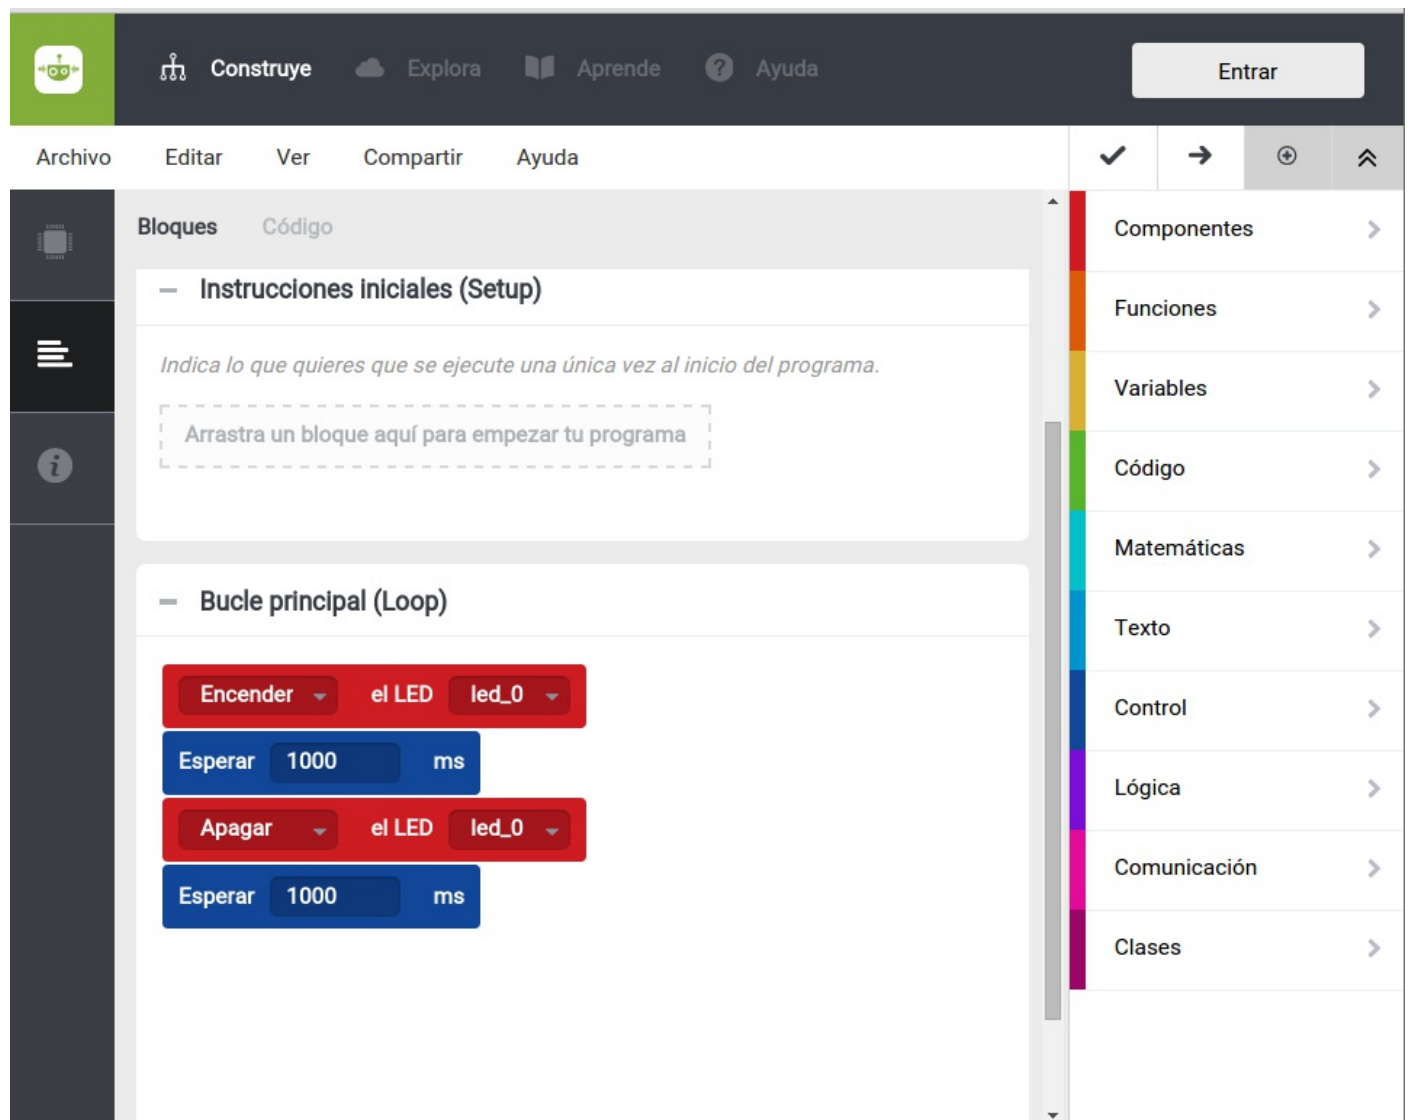 Construye Explora Aprende Ayuda Entrar
Archivo Editar Ver Compartir Ayuda
Bloques Código
Instrucciones iniciales (Setup)
Indica lo que quieres que se ejecute una única vez al inicio del programa.
Arrastra un bloque aquí para empezar tu programa
Bucle principal (Loop)
Encender el LED led_0
Esperar 1000 ms
Apagar el LED led_0
Esperar 1000 ms
Componentes
Funciones
Variables
Código
Matemáticas
Texto
Control
Lógica
Comunicación
Clases